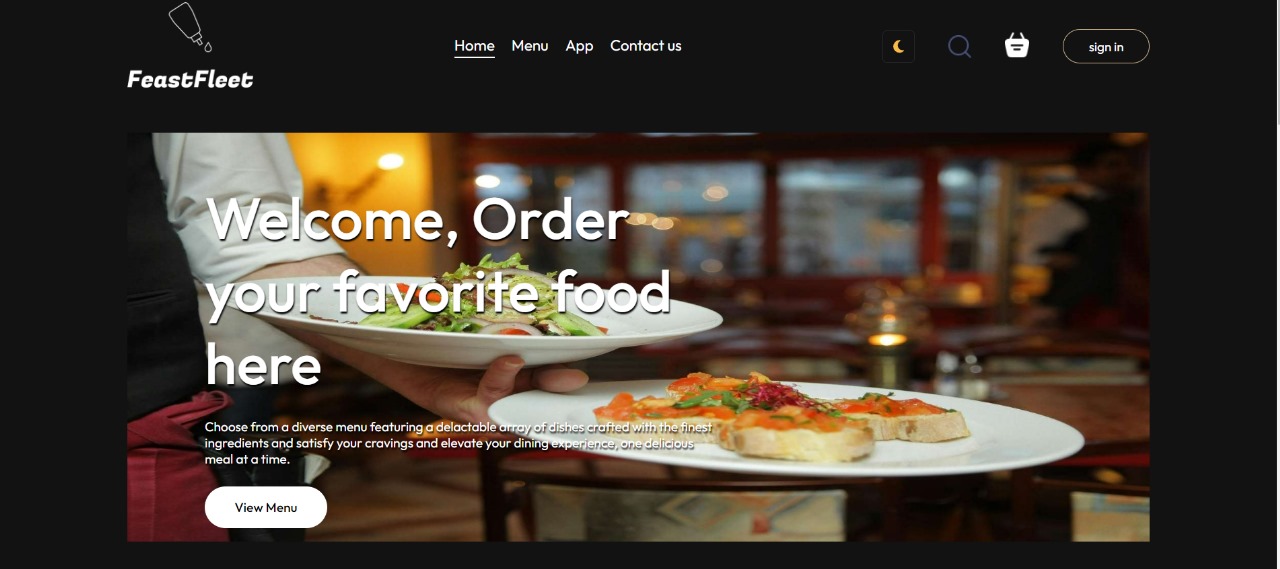 FeastFleet
Home Menu App Contact us
sign in
Welcome, Order
your favorite food
here
Choose from a diverse menu featuring a delactable array of dishes crafted with the finest
ingredients and satisfy your cravings and elevate your dining experience, one delicious
meal at a time.
View Menu